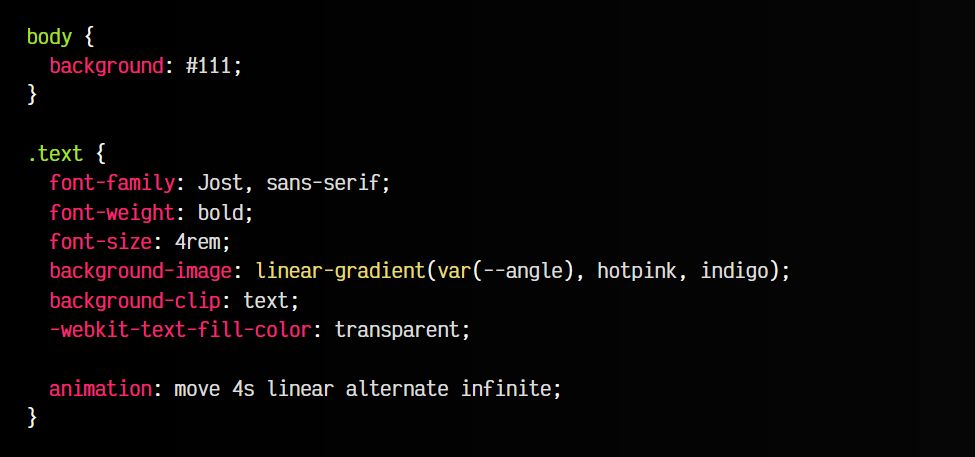 body {
  background: #111;
}

.text {
  font-family: Jost, sans-serif;
  font-weight: bold;
  font-size: 4rem;
  background-image: linear-gradient(var(--angle), hotpink, indigo);
  background-clip: text;
  -webkit-text-fill-color: transparent;

  animation: move 4s linear alternate infinite;
}